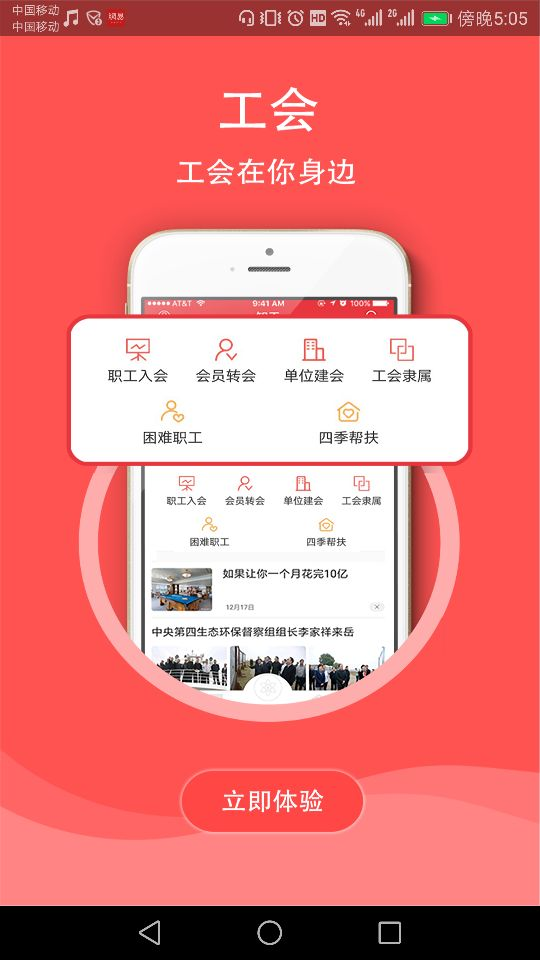 中国移动
中国移动
網易
HD
4G
2G
傍晚5:05
工会
工会在你身边
AT&T
9:41 AM
100%
职工入会 会员转会 单位建会 工会隶属
困难职工 四季帮扶
职工入会 会员转会 单位建会 工会隶属
困难职工 四季帮扶
如果让你一个月花完10亿
12月17日
中央第四生态环保督察组组长李家祥来岳
立即体验